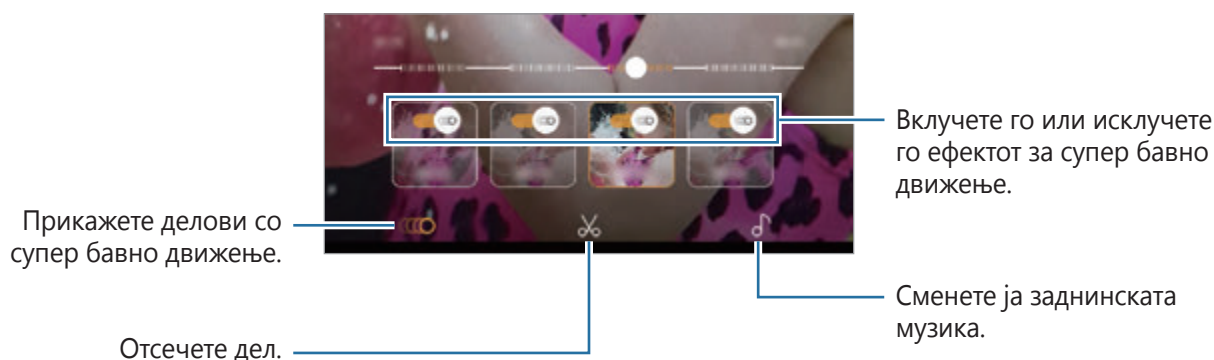 Вклучете го или исклучете
го ефектот за супер бавно
движење.
Прикажете делови со
супер бавно движење.
Сменете ја заднинската
музика.
Отсечете дел.